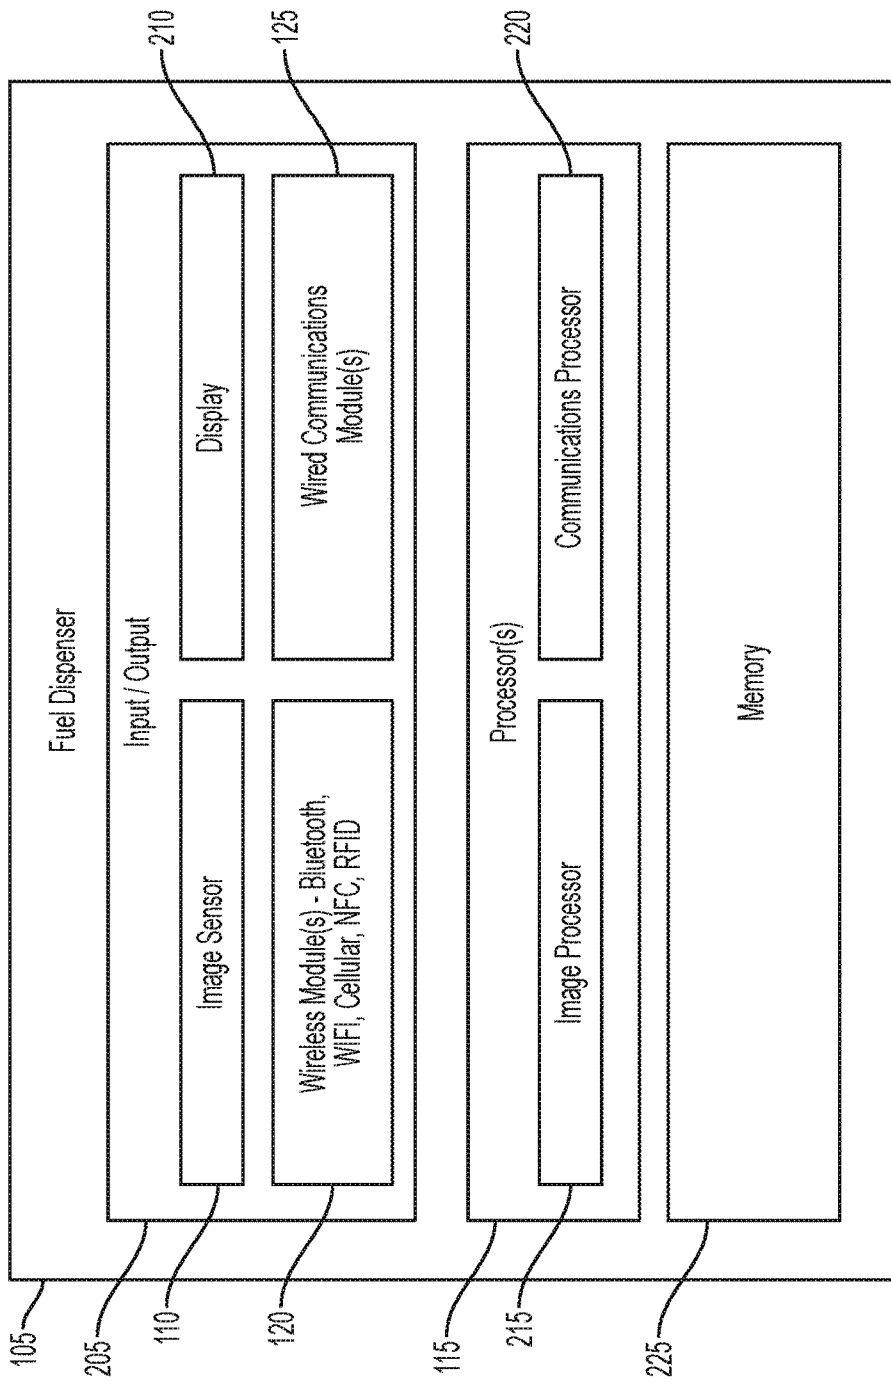 Fuel Dispenser
105
Input / Output
205
Image Sensor
110
Display
210
Wireless Module(s) - Bluetooth,
WIFI, Cellular, NFC, RFID
120
Wired Communications
Module(s)
125
Processor(s)
115
Image Processor
215
Communications Processor
220
Memory
225